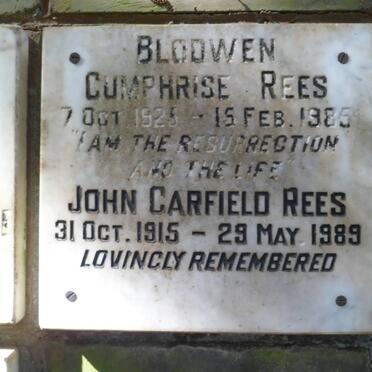 BLODWEN
CUMPHRISE REES
7 OCT 1925 - 15 FEB. 1985
"I AM THE RESURRECTION
AND THE LIFE"
JOHN CARFIELD REES
31 OCT. 1915 - 29 MAY 1989
LOVINGLY REMEMBERED